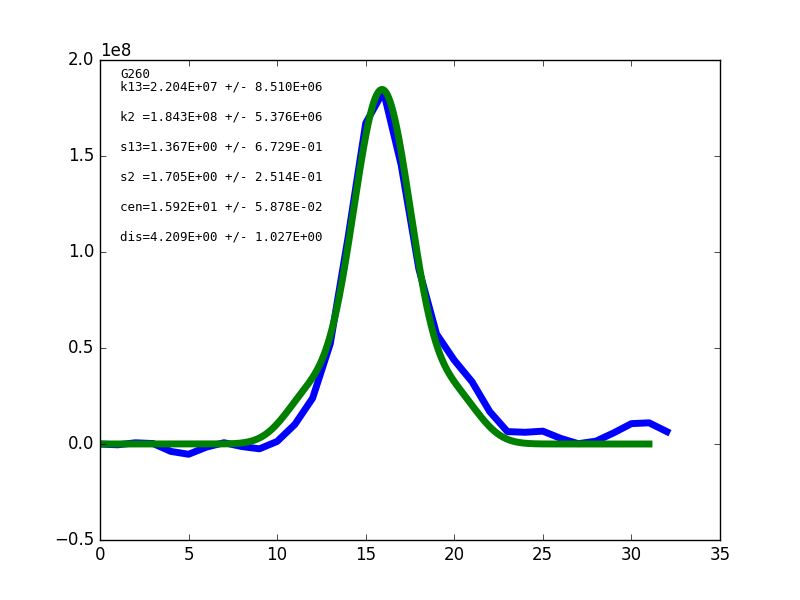 1e8
2.0
G260
k13=2.204E+07 +/- 8.510E+06
k2 =1.843E+08 +/- 5.376E+06
1.5
s13=1.367E+00 +/- 6.729E-01
s2 =1.705E+00 +/- 2.514E-01
cen=1.592E+01 +/- 5.878E-02
dis=4.209E+00 +/- 1.027E+00
1.0
0.5
0.0
−0.5
0 5 10 15 20 25 30 35